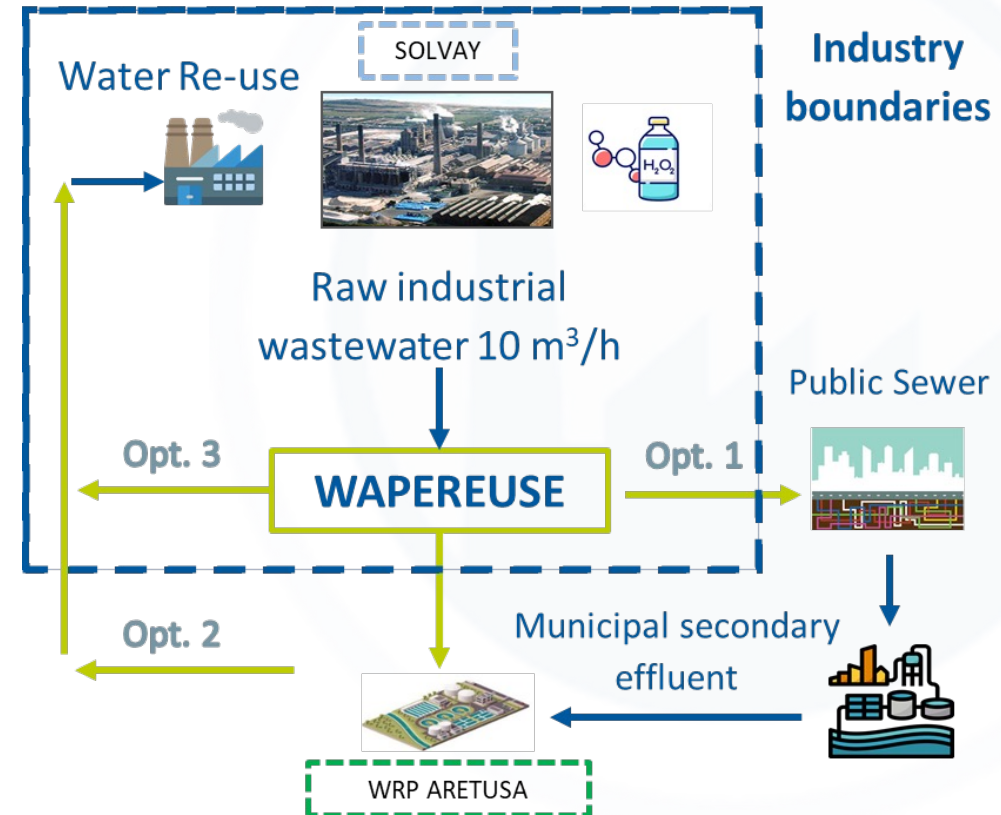 SOLVAY
Industry
boundaries
Water Re-use
H₂O₂
Raw industrial
wastewater 10 m³/h
Public Sewer
Opt. 3
WAPEREUSE
Opt. 1
Opt. 2
Municipal secondary
effluent
WRP ARETUSA